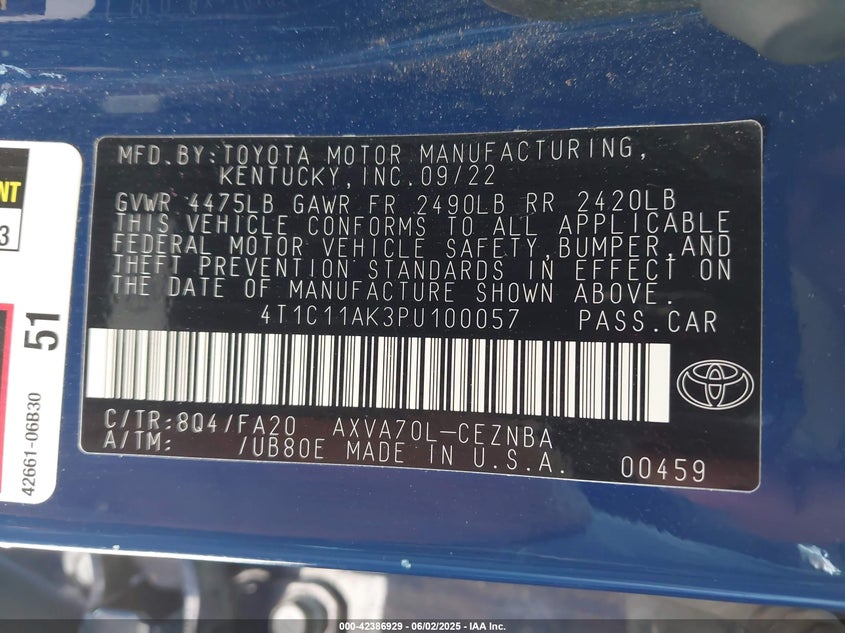 MFD.BY:TOYOTA MOTOR MANUFACTURING,
KENTUCKY,INC.09/22
GVWR 4475LB GAWR FR 2490LB RR 2420LB
THIS VEHICLE CONFORMS TO ALL APPLICABLE
FEDERAL MOTOR VEHICLE SAFETY,BUMPER,AND
THEFT PREVENTION STANDARDS IN EFFECT ON
THE DATE OF MANUFACTURE SHOWN ABOVE.
4T1C11AK3PU100057 PASS.CAR
C/TR:8Q4/FA20 AXVA70L-CEZNBA
A/TM: /UB80E MADE IN U.S.A. 00459
51
42661-06B30
000-42386929 - 06/02/2025 - IAA Inc.